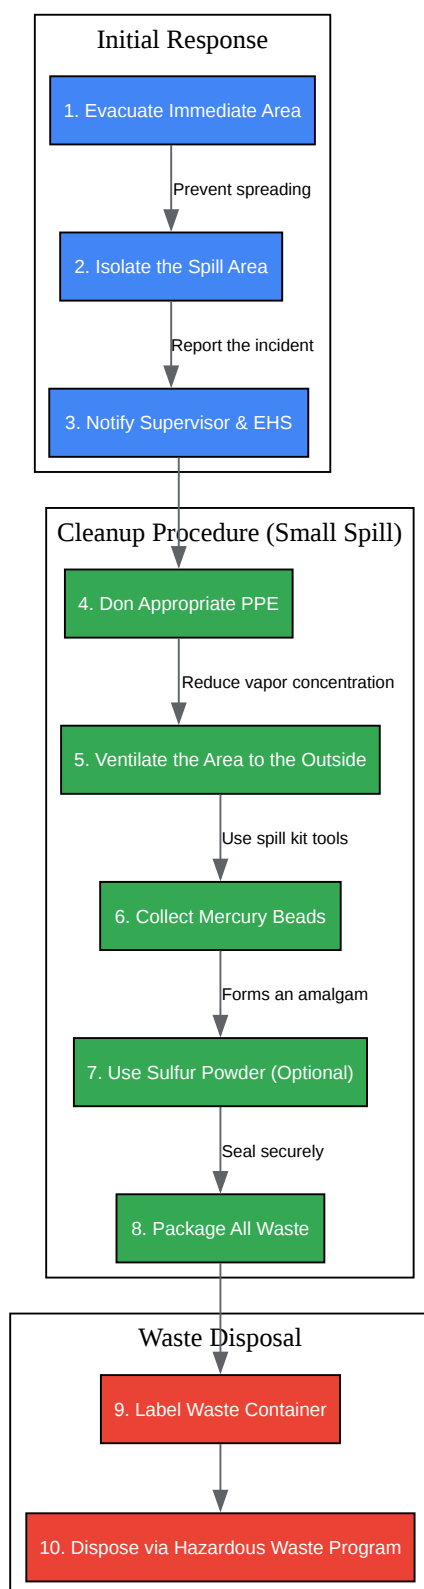 Initial Response
1. Evacuate Immediate Area
Prevent spreading
2. Isolate the Spill Area
Report the incident
3. Notify Supervisor & EHS
Cleanup Procedure (Small Spill)
4. Don Appropriate PPE
Reduce vapor concentration
5. Ventilate the Area to the Outside
Use spill kit tools
6. Collect Mercury Beads
Forms an amalgam
7. Use Sulfur Powder (Optional)
Seal securely
8. Package All Waste
Waste Disposal
9. Label Waste Container
10. Dispose via Hazardous Waste Program